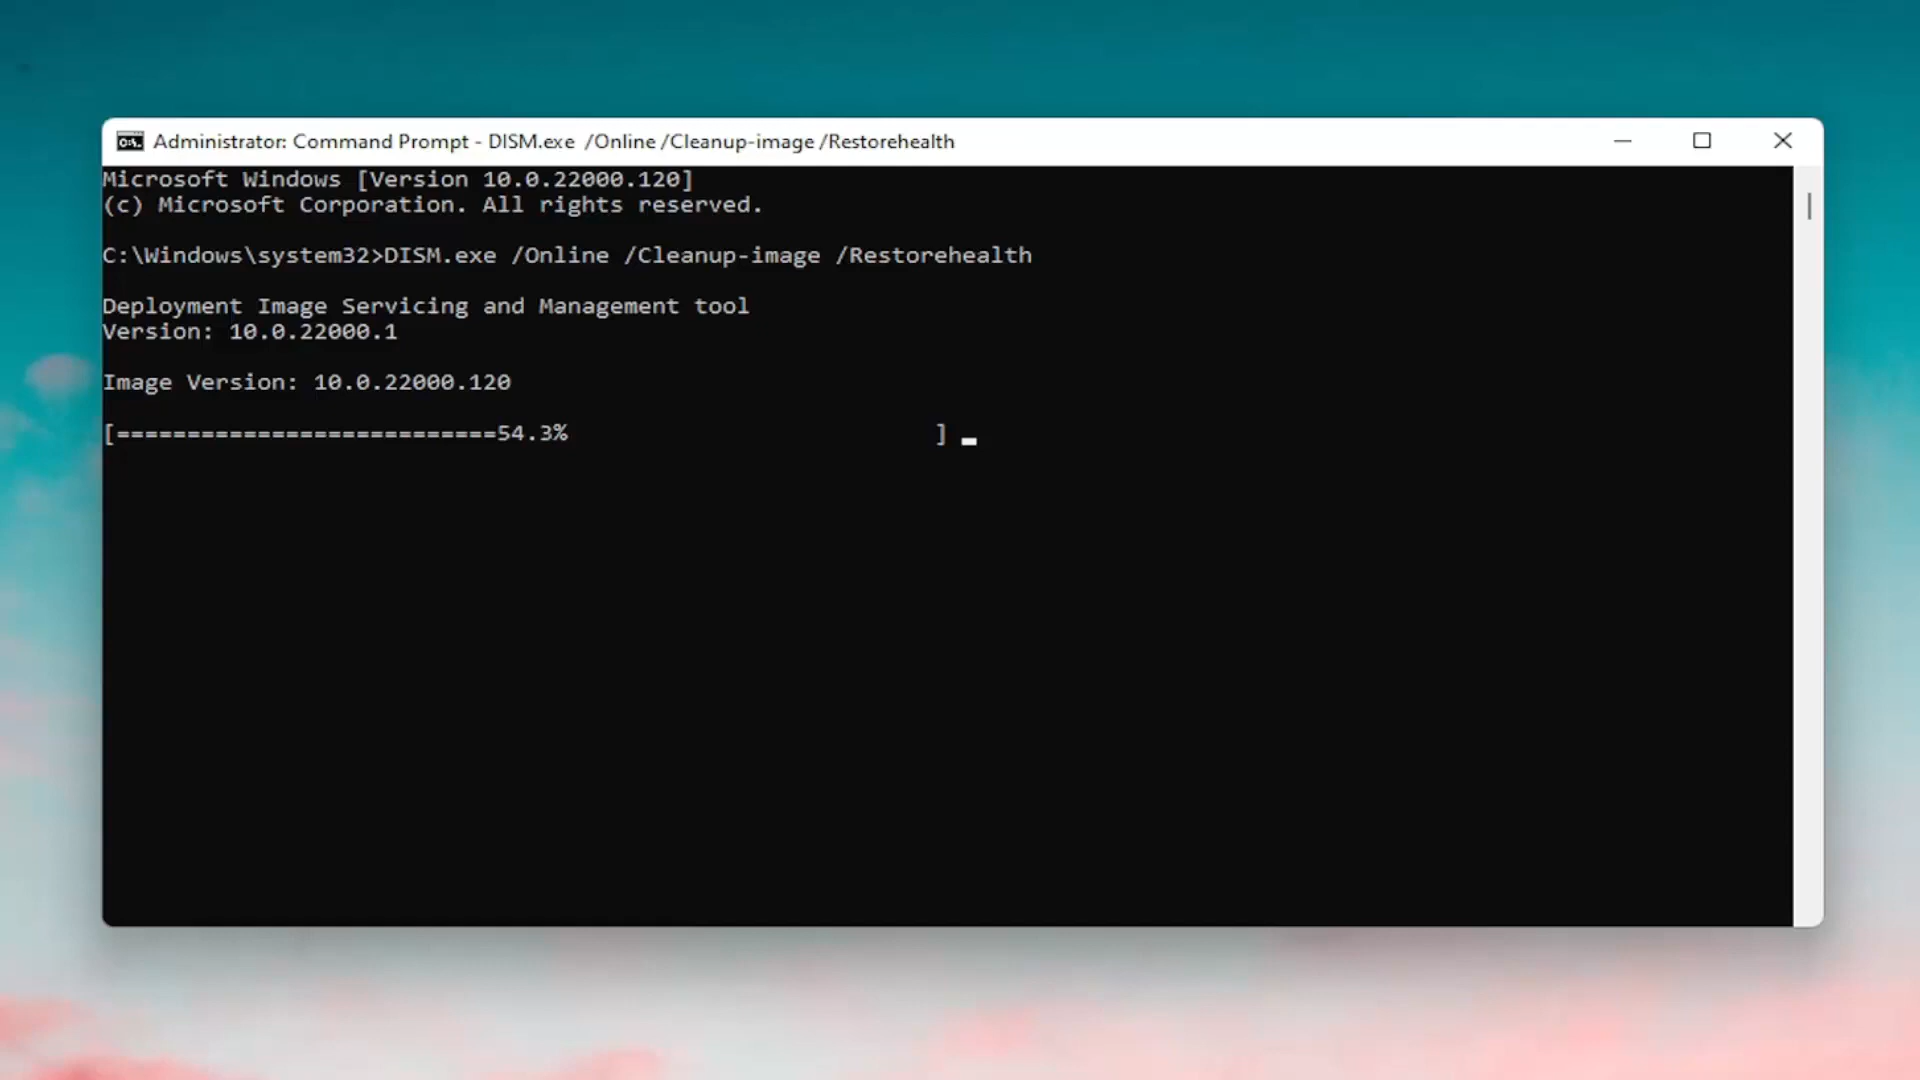 Administrator: Command Prompt - DISM.exe  /Online /Cleanup-image /Restorehealth
Microsoft Windows [Version 10.0.22000.120]
(c) Microsoft Corporation. All rights reserved.
C:\Windows\system32>DISM.exe /Online /Cleanup-image /Restorehealth
Deployment Image Servicing and Management tool
Version: 10.0.22000.1
Image Version: 10.0.22000.120
[===========================54.3%                          ]